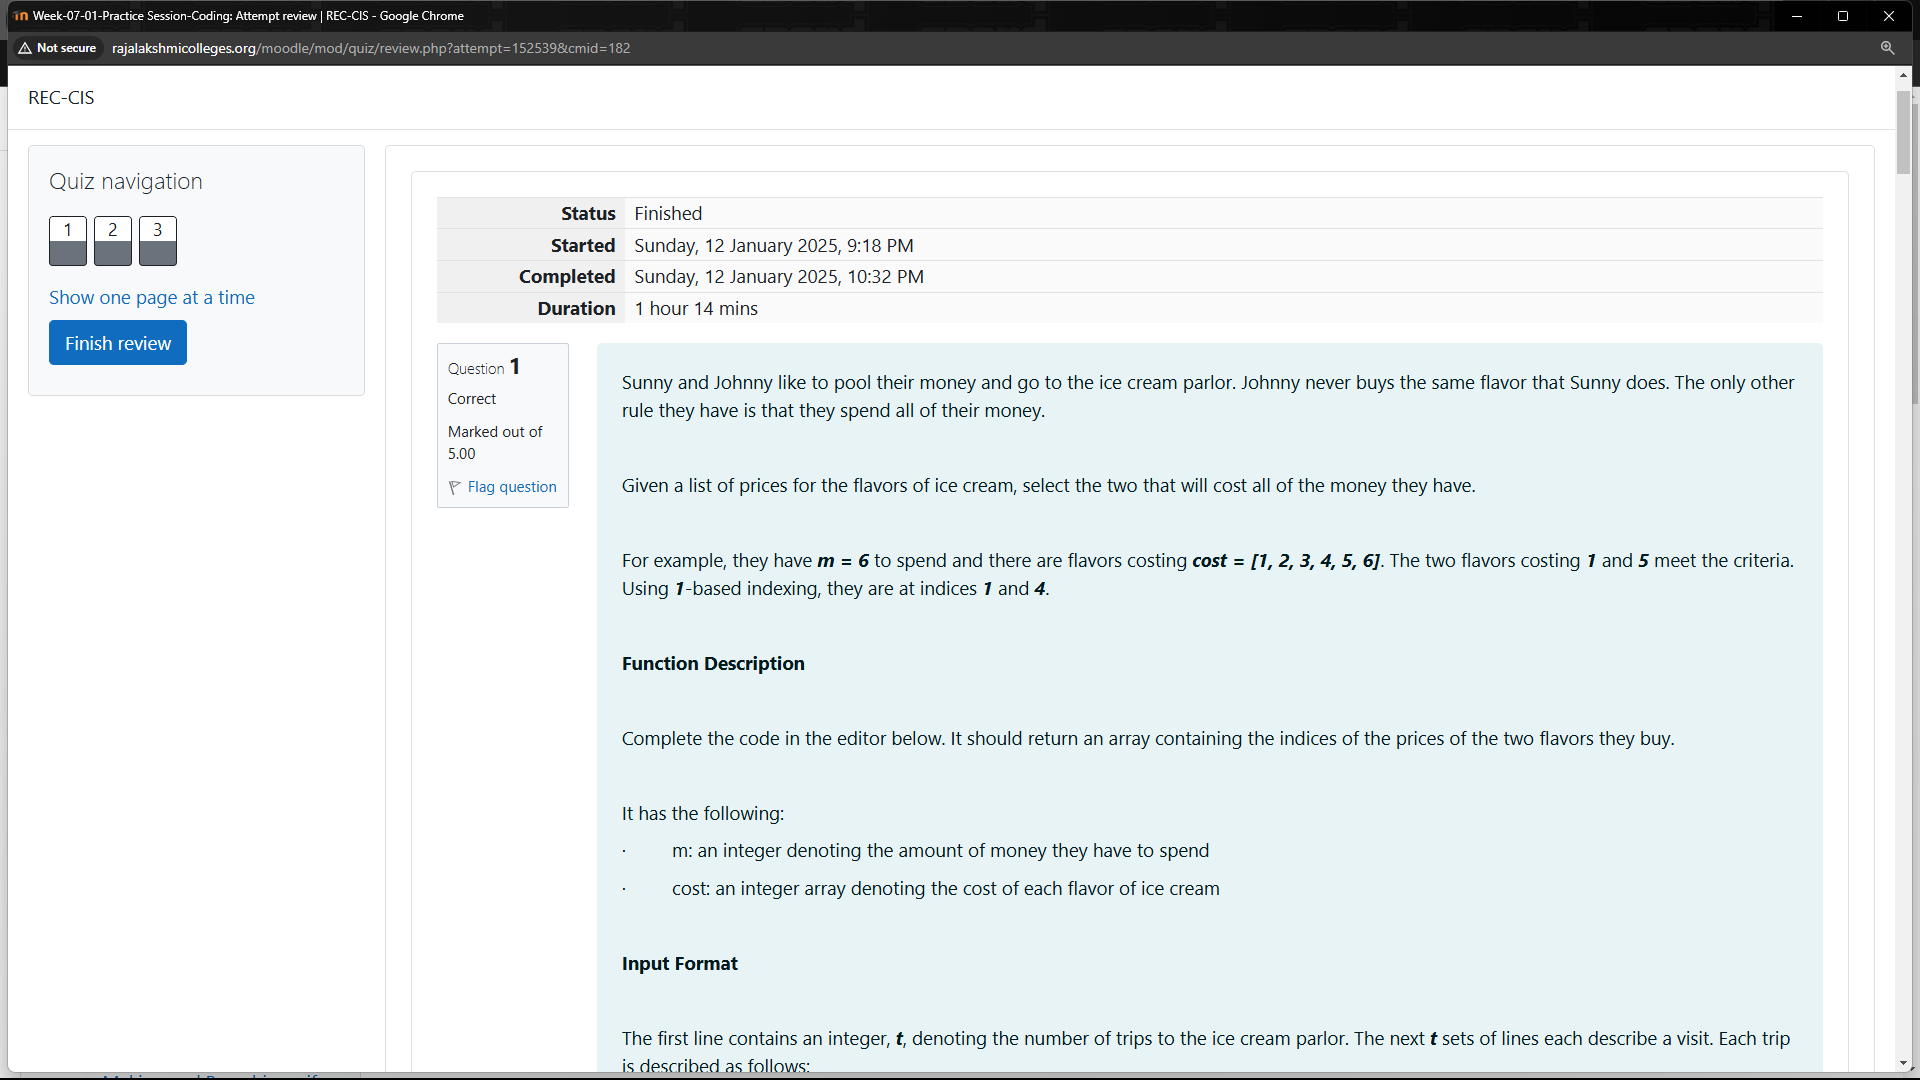 Week-07-01-Practice Session-Coding: Attempt review | REC-CIS - Google Chrome
Not secure rajalakshmicolleges.org/moodle/mod/quiz/review.php?attempt=152539&cmid=182
REC-CIS
Quiz navigation
1 2 3
Show one page at a time
Finish review
Status Finished
Started Sunday, 12 January 2025, 9:18 PM
Completed Sunday, 12 January 2025, 10:32 PM
Duration 1 hour 14 mins
Question 1
Correct
Marked out of
5.00
Flag question
Sunny and Johnny like to pool their money and go to the ice cream parlor. Johnny never buys the same flavor that Sunny does. The only other
rule they have is that they spend all of their money.
Given a list of prices for the flavors of ice cream, select the two that will cost all of the money they have.
For example, they have m = 6 to spend and there are flavors costing cost = [1, 2, 3, 4, 5, 6]. The two flavors costing 1 and 5 meet the criteria.
Using 1-based indexing, they are at indices 1 and 4.
Function Description
Complete the code in the editor below. It should return an array containing the indices of the prices of the two flavors they buy.
It has the following:
· m: an integer denoting the amount of money they have to spend
· cost: an integer array denoting the cost of each flavor of ice cream
Input Format
The first line contains an integer, t, denoting the number of trips to the ice cream parlor. The next t sets of lines each describe a visit. Each trip
is described as follows: